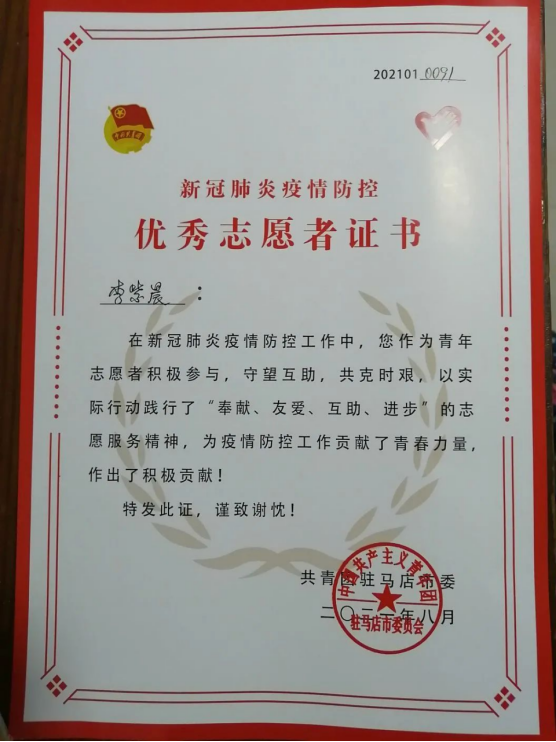 202101 0091
新冠肺炎疫情防控
优秀志愿者证书
李紫晨：
在新冠肺炎疫情防控工作中，您作为青年
志愿者积极参与，守望互助，共克时艰，以实
际行动践行了“奉献、友爱、互助、进步”的志
愿服务精神，为疫情防控工作贡献了青春力量，
作出了积极贡献！
特发此证，谨致谢忱！
共青团驻马店市委
二〇二一年八月
中国共产主义青年团
驻马店市委员会